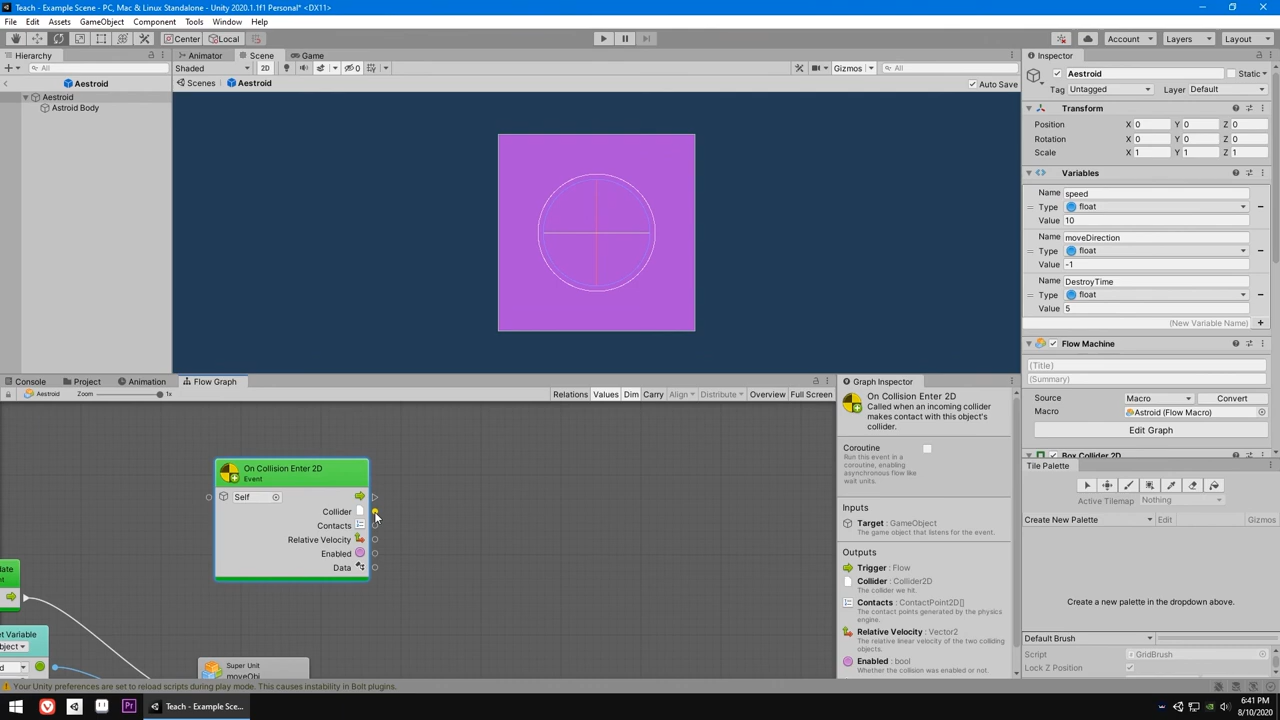 Teach - Example Scene - PC, Mac & Linux Standalone - Unity 2020.1.1f1 Personal* <DX11>
File Edit Assets GameObject Component Tools Window Help
Center Local Account Layers Layout
Hierarchy
All
Aestroid
Aestroid
Astroid Body
Animator Scene Game
Shaded 2D 0 Gizmos All
Scenes Aestroid Auto Save
Inspector
Aestroid Static
Tag Untagged Layer Default
Transform
Position X 0 Y 0 Z 0
Rotation X 0 Y 0 Z 0
Scale X 1 Y 1 Z 1
Variables
Name speed
Type float
Value 10
Name moveDirection
Type float
Value -1
Name DestroyTime
Type float
Value 5
(New Variable Name)
Flow Machine
(Title)
(Summary)
Source Macro Convert
Macro Astroid (Flow Macro)
Edit Graph
Box Collider 2D
Tile Palette
Active Tilemap Nothing
Create New Palette Edit Gizmos
Create a new palette in the dropdown above.
Default Brush
Script GridBrush
Lock Z Position
Console Project Animation Flow Graph
Aestroid Zoom 1x Relations Values Dim Carry Align Distribute Overview Full Screen
On Collision Enter 2D
Event
Self
Collider
Contacts
Relative Velocity
Enabled
Data
Super Unit
moveObj
Graph Inspector
On Collision Enter 2D
Called when an incoming collider
makes contact with this object's
collider.
Coroutine
Run this event in a
coroutine, enabling
asynchronous flow like
wait units.
Inputs
Target : GameObject
The game object that listens for the event.
Outputs
Trigger : Flow
Collider : Collider2D
The collider we hit.
Contacts : ContactPoint2D[]
The contact points generated by the physics
engine.
Relative Velocity : Vector2
The relative linear velocity of the two colliding
objects.
Enabled : bool
Whether the collision was enabled or not.
Your Unity preferences are set to reload scripts during play mode. This causes instability in Bolt plugins.
Pr
Teach - Example Sce...
6:41 PM
8/10/2020